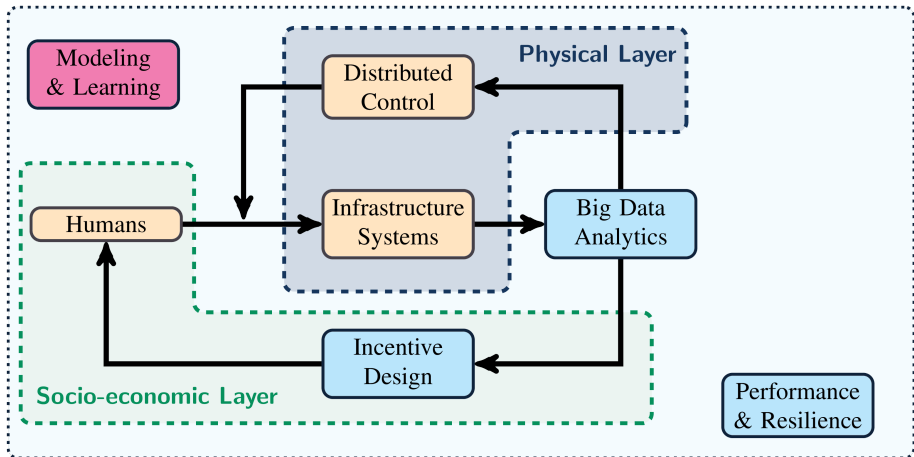 Physical Layer
Modeling
& Learning
Distributed
Control
Humans
Infrastructure
Systems
Big Data
Analytics
Incentive
Design
Socio-economic Layer
Performance
& Resilience